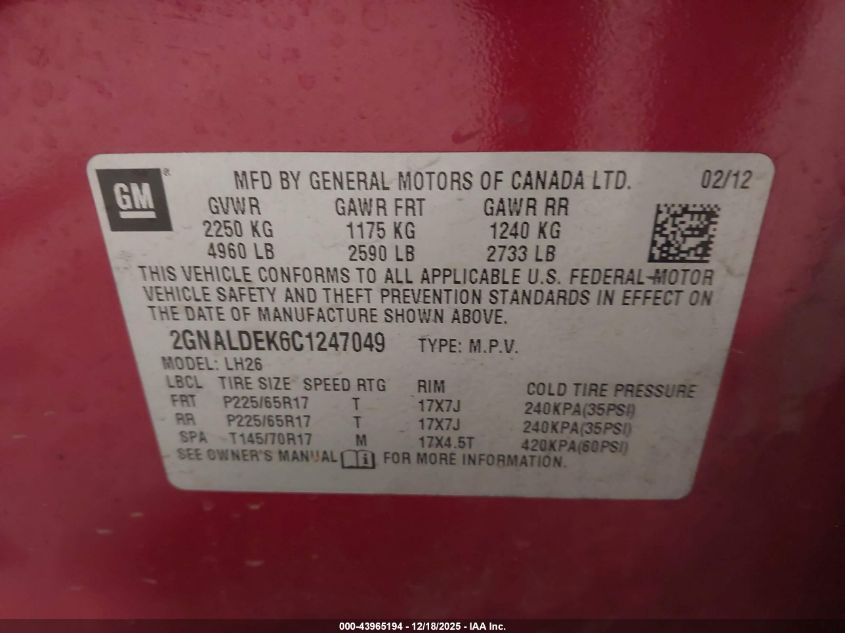 GM ® MFD BY GENERAL MOTORS OF CANADA LTD. 02/12
GVWR GAWR FRT GAWR RR
2250 KG 1175 KG 1240 KG
4960 LB 2590 LB 2733 LB
THIS VEHICLE CONFORMS TO ALL APPLICABLE U.S. FEDERAL MOTOR
VEHICLE SAFETY AND THEFT PREVENTION STANDARDS IN EFFECT ON
THE DATE OF MANUFACTURE SHOWN ABOVE.
2GNALDEK6C1247049 TYPE: M.P.V.
MODEL: LH26
LBCL TIRE SIZE SPEED RTG RIM COLD TIRE PRESSURE
FRT P225/65R17 T 17X7J 240KPA(35PSI)
RR P225/65R17 T 17X7J 240KPA(35PSI)
SPA T145/70R17 M 17X4.5T 420KPA(60PSI)
SEE OWNER'S MANUAL i FOR MORE INFORMATION.
000-43965194 - 12/18/2025 - IAA Inc.